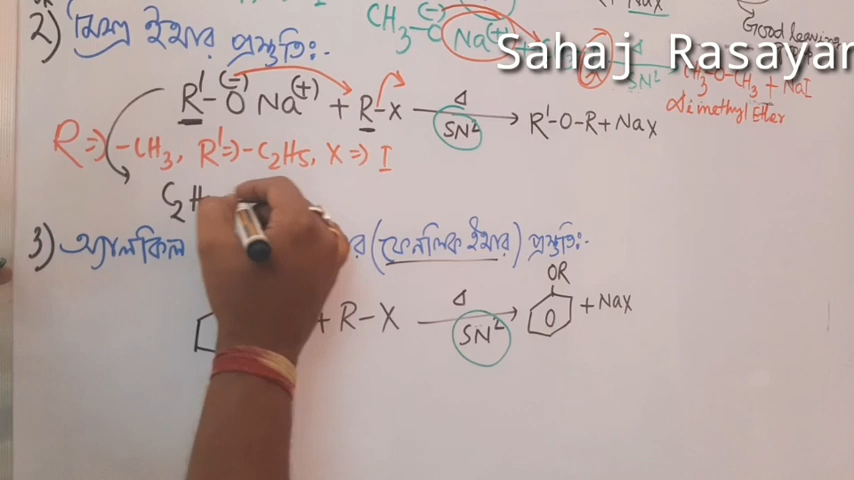 CH₃-O⁽⁻⁾ Na⁽⁺⁾ Δ
SN² CH₃-O-CH₃ + NaI
Dimethyl Ether
Good leaving
Sahaj Rasayan
2) মিশ্র ইথার প্রস্তুতিঃ-
R'-O⁽⁻⁾ Na⁽⁺⁾ + R-X Δ SN² → R'-O-R + NaX
R ⇒ -CH₃, R' ⇒ -C₂H₅, X ⇒ I
C₂H
3) অ্যালকিল র (ফেনলিক ইথার) প্রস্তুতিঃ-
OR
+ R-X Δ SN² → + NaX